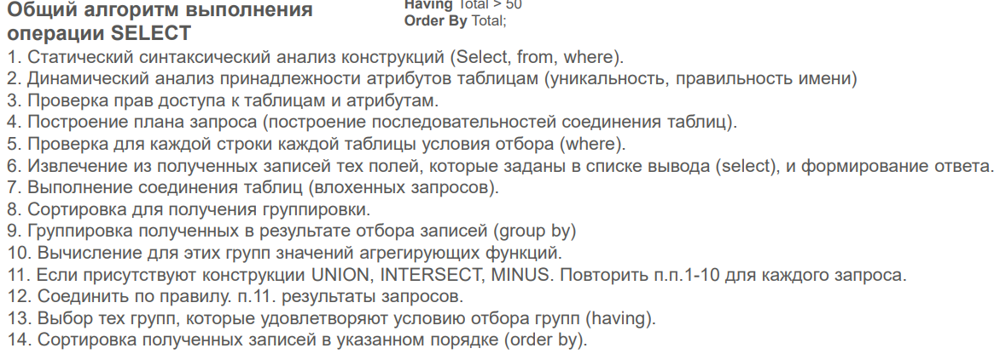 Having Total > 50
Order By Total;
Общий алгоритм выполнения
операции SELECT
1. Статический синтаксический анализ конструкций (Select, from, where).
2. Динамический анализ принадлежности атрибутов таблицам (уникальность, правильность имени)
3. Проверка прав доступа к таблицам и атрибутам.
4. Построение плана запроса (построение последовательностей соединения таблиц).
5. Проверка для каждой строки каждой таблицы условия отбора (where).
6. Извлечение из полученных записей тех полей, которые заданы в списке вывода (select), и формирование ответа.
7. Выполнение соединения таблиц (влохенных запросов).
8. Сортировка для получения группировки.
9. Группировка полученных в результате отбора записей (group by)
10. Вычисление для этих групп значений агрегирующих функций.
11. Если присутствуют конструкции UNION, INTERSECT, MINUS. Повторить п.п.1-10 для каждого запроса.
12. Соединить по правилу. п.11. результаты запросов.
13. Выбор тех групп, которые удовлетворяют условию отбора групп (having).
14. Сортировка полученных записей в указанном порядке (order by).